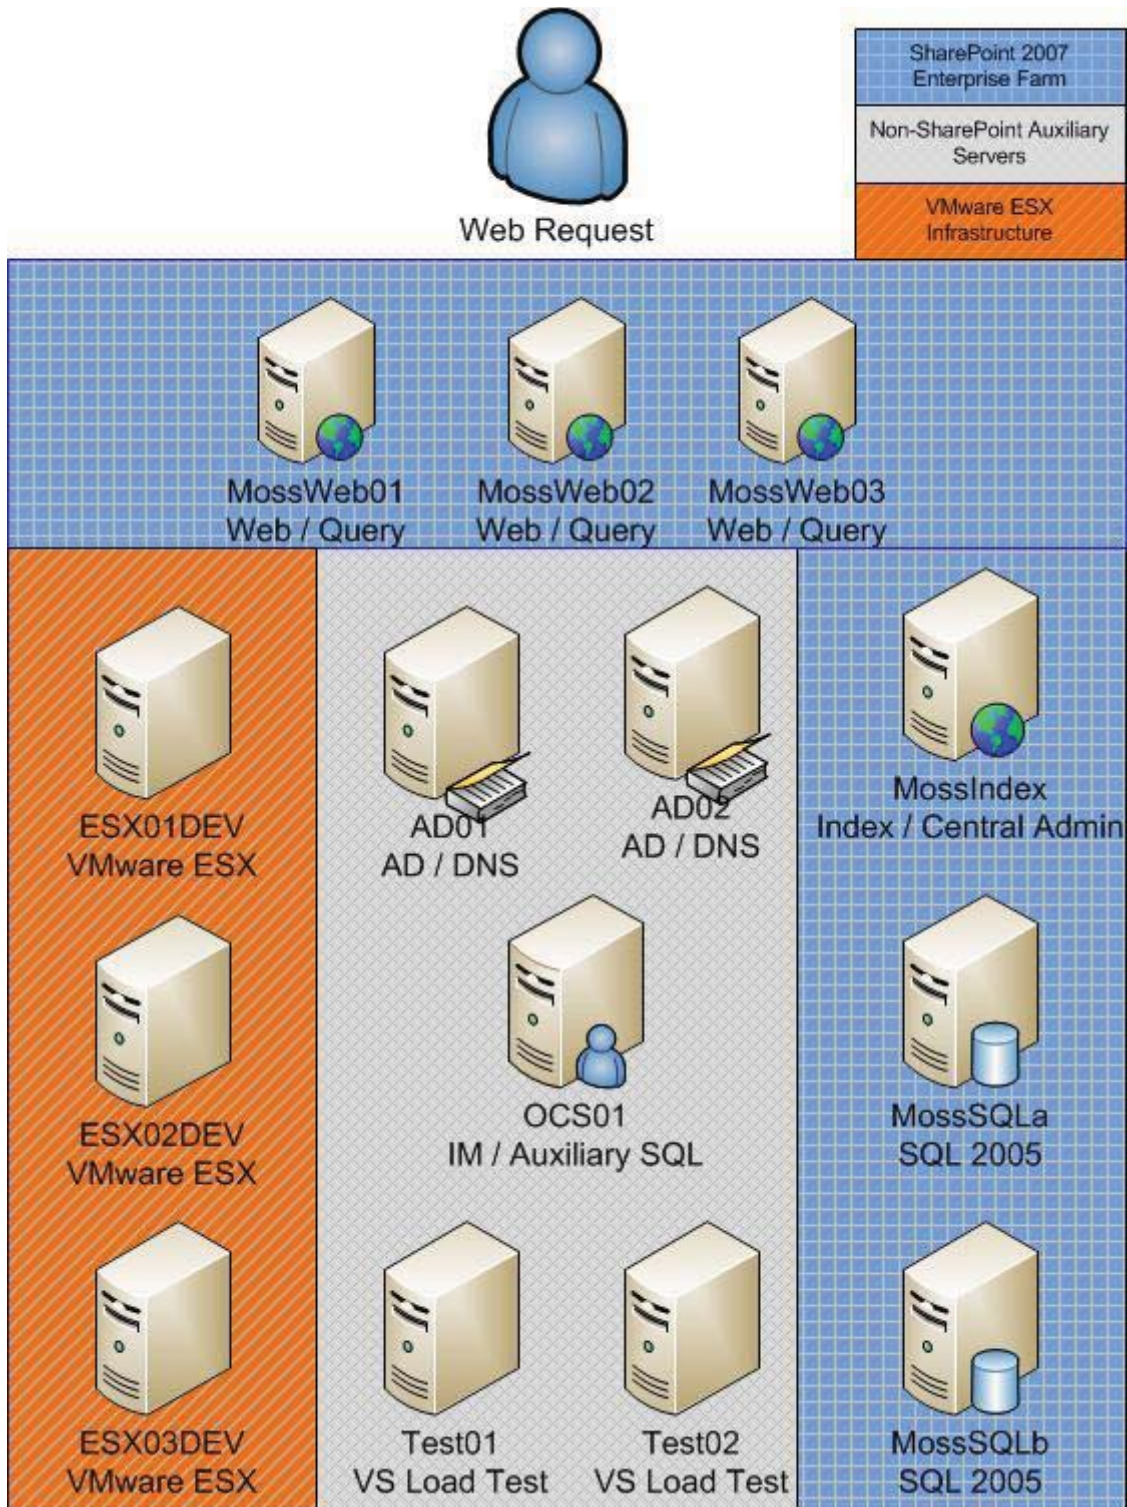 SharePoint 2007
Enterprise Farm
Non-SharePoint Auxiliary
Servers
VMware ESX
Infrastructure
Web Request
MossWeb01
Web / Query
MossWeb02
Web / Query
MossWeb03
Web / Query
ESX01DEV
VMware ESX
AD01
AD / DNS
AD02
AD / DNS
MossIndex
Index / Central Admin
ESX02DEV
VMware ESX
OCS01
IM / Auxiliary SQL
MossSQLa
SQL 2005
ESX03DEV
VMware ESX
Test01
VS Load Test
Test02
VS Load Test
MossSQLb
SQL 2005